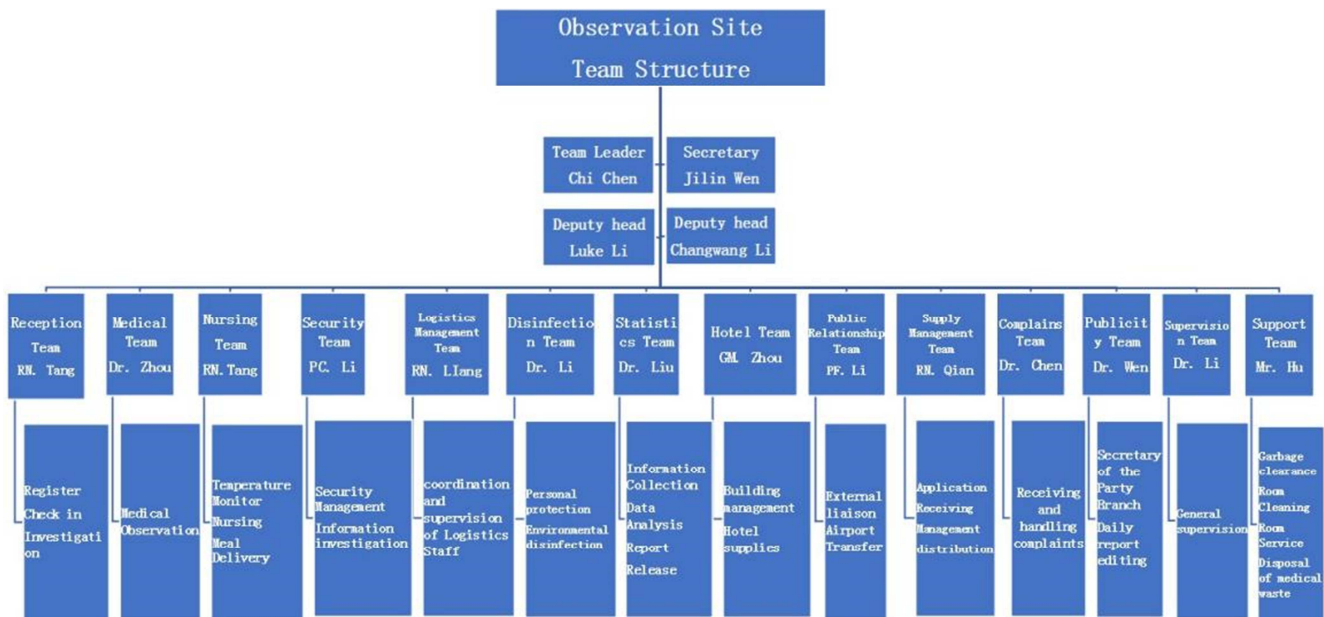 Observation Site
Team Structure
Team Leader
Chi Chen
Secretary
Jilin Wen
Deputy head
Luke Li
Deputy head
Changwang Li
Reception
Team
RN. Tang
Medical
Team
Dr. Zhou
Nursing
Team
RN.Tang
Security
Team
PC. Li
Logistics
Management
Team
RN. LIang
Disinfectio
n Team
Dr. Li
Statisti
cs Team
Dr. Liu
Hotel Team
GM. Zhou
Public
Relationship
Team
PF. Li
Supply
Management
Team
RN. Qian
Complains
Team
Dr. Chen
Publicit
y Team
Dr. Wen
Supervisio
n Team
Dr. Li
Support
Team
Mr. Hu
Register
Check in
Investigati
on
Medical
Observation
Temperature
Monitor
Nursing
Meal
Delivery
Security
Management
Information
investigation
coordination
and
supervision
of Logistics
Staff
Personal
protection
Environmental
disinfection
Information
Collection
Data
Analysis
Report
Release
Building
management
Hotel
supplics
External
liaison
Airport
Transfer
Application
Receiving
Management
distribution
Receiving
and
handling
complaints
Secretary
of the
Party
Branch
Daily
report
editing
General
supervision
Garbage
clearance
Room
Cleaning
Room
Service
Disposal
of medical
waste